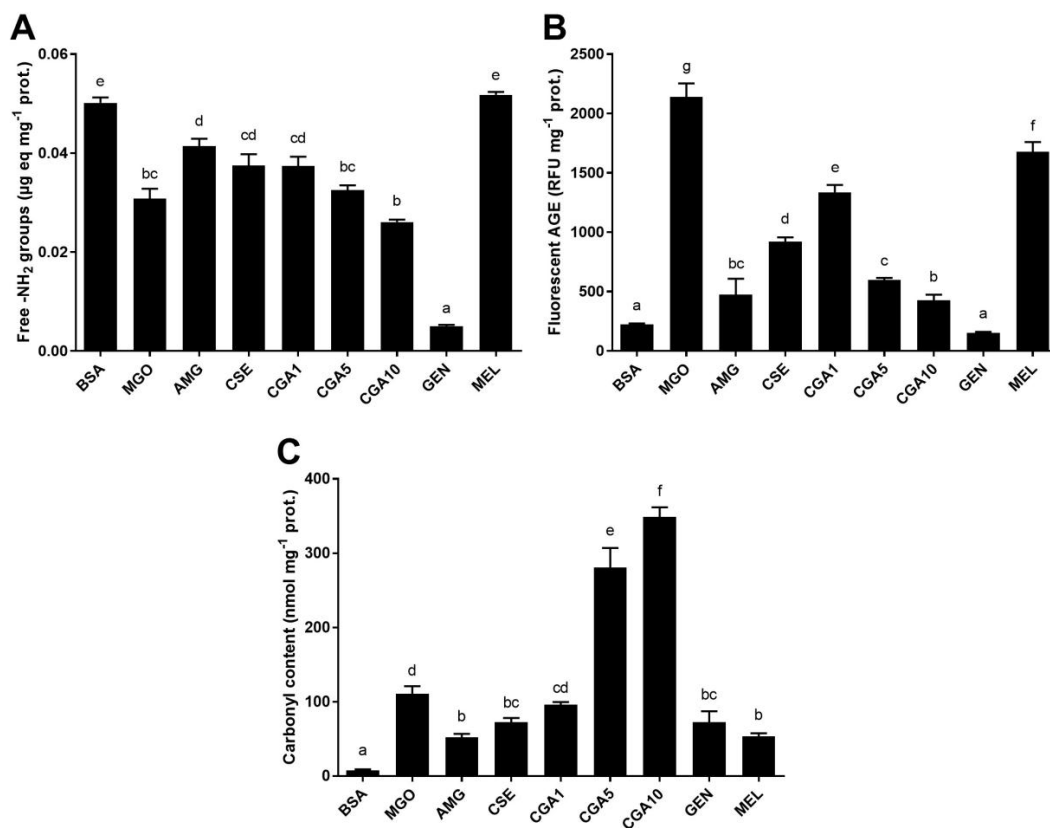 A
Free -NH₂ groups (µg eq mg⁻¹ prot.)
0.06
0.04
0.02
0.00
e
bc
d
cd
cd
bc
b
a
e
BSA
MGO
AMG
CSE
CGA1
CGA5
CGA10
GEN
MEL
B
Fluorescent AGE (RFU mg⁻¹ prot.)
2500
2000
1500
1000
500
0
a
g
bc
d
e
c
b
a
f
BSA
MGO
AMG
CSE
CGA1
CGA5
CGA10
GEN
MEL
C
Carbonyl content (nmol mg⁻¹ prot.)
400
300
200
100
0
a
d
b
bc
cd
e
f
bc
b
BSA
MGO
AMG
CSE
CGA1
CGA5
CGA10
GEN
MEL